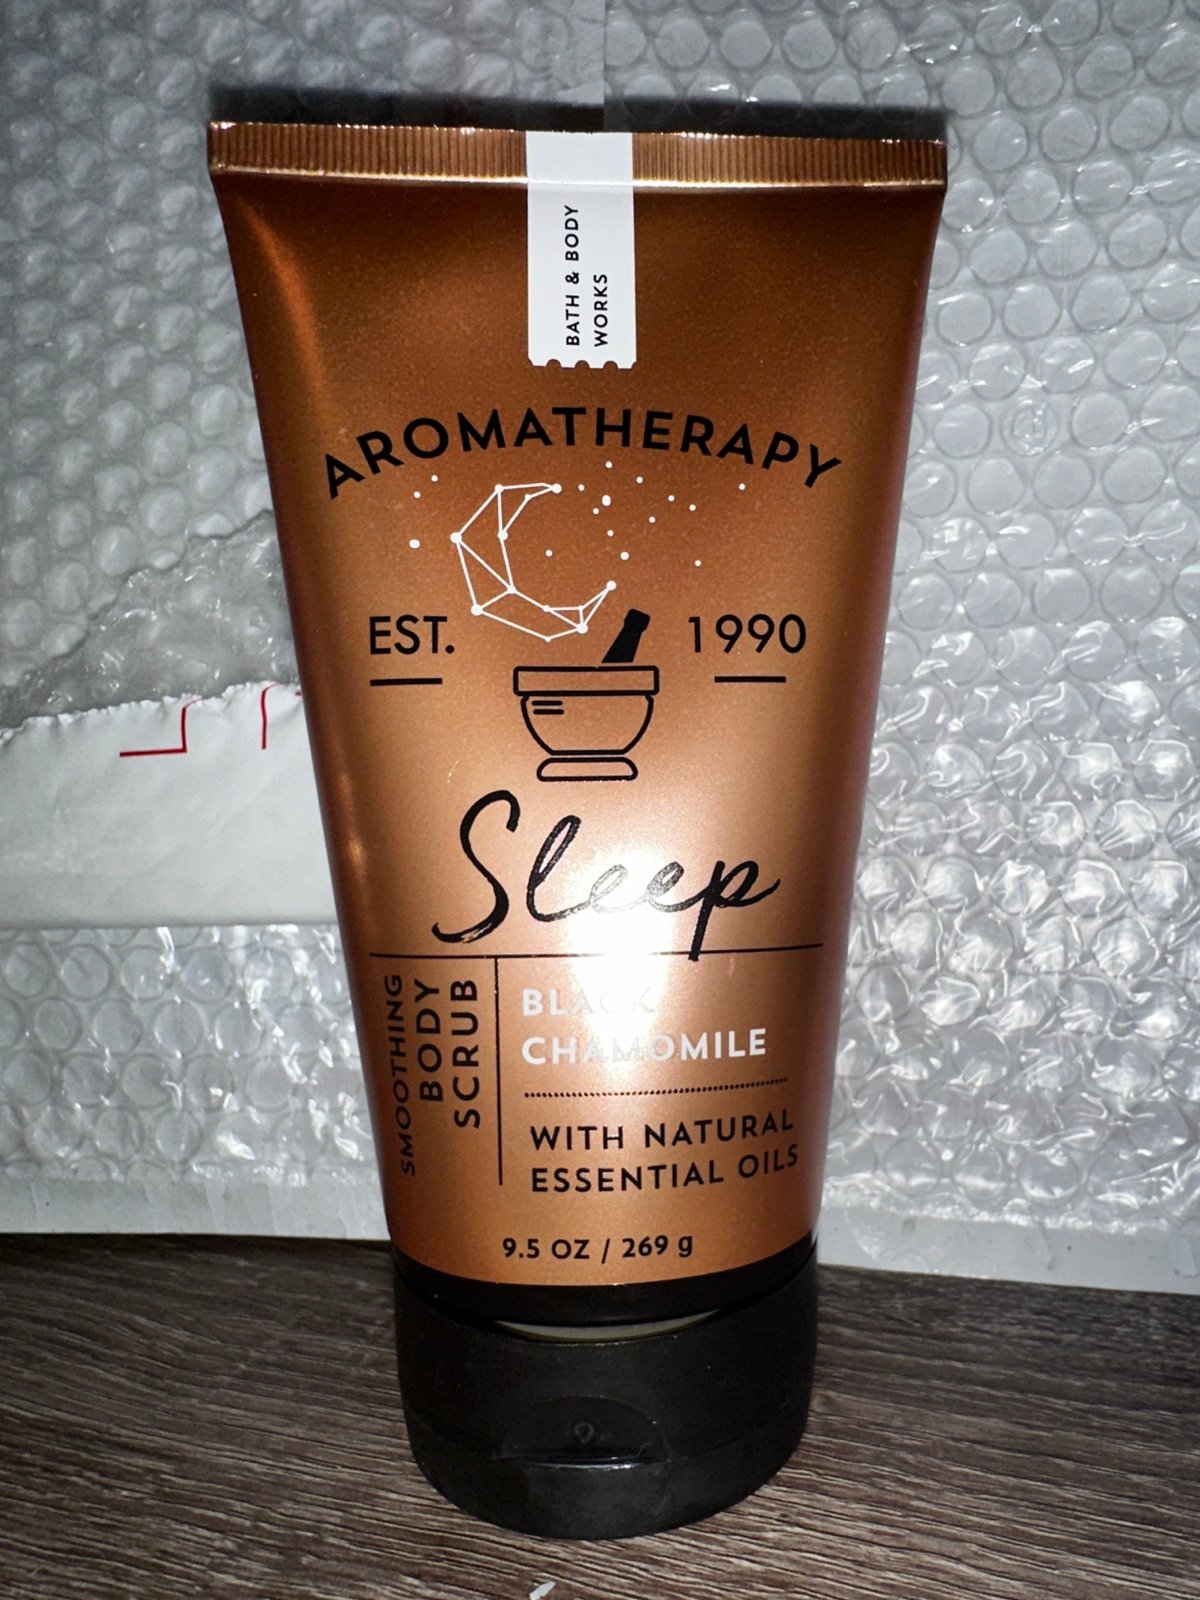 BATH & BODY
WORKS
AROMATHERAPY
EST. 1990
Sleep
SMOOTHING
BODY
SCRUB
BLACK
CHAMOMILE
WITH NATURAL
ESSENTIAL OILS
9.5 OZ / 269 g